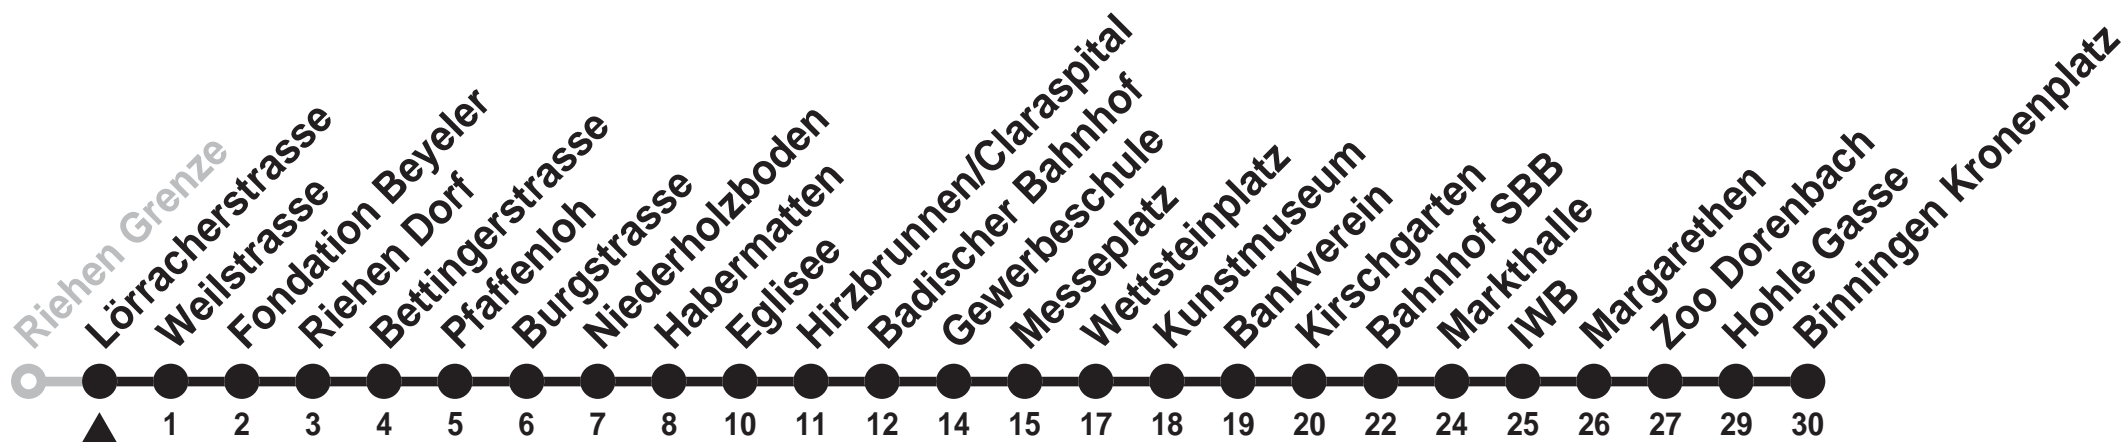 Riehen Grenze
Lörracherstrasse
Weilstrasse
Fondation Beyeler
Riehen Dorf
Bettingerstrasse
Pfaffenloh
Burgstrasse
Niederholzboden
Habermatten
Eglisee
Hirzbrunnen/Claraspital
Badischer Bahnhof
Gewerbeschule
Messeplatz
Wettsteinplatz
Kunstmuseum
Bankverein
Kirschgarten
Bahnhof SBB
Markthalle
IWB
Margarethen
Zoo Dorenbach
Hohle Gasse
Binningen Kronenplatz
1 2 3 4 5 6 7 8 10 11 12 14 15 17 18 19 20 22 24 25 26 27 29 30